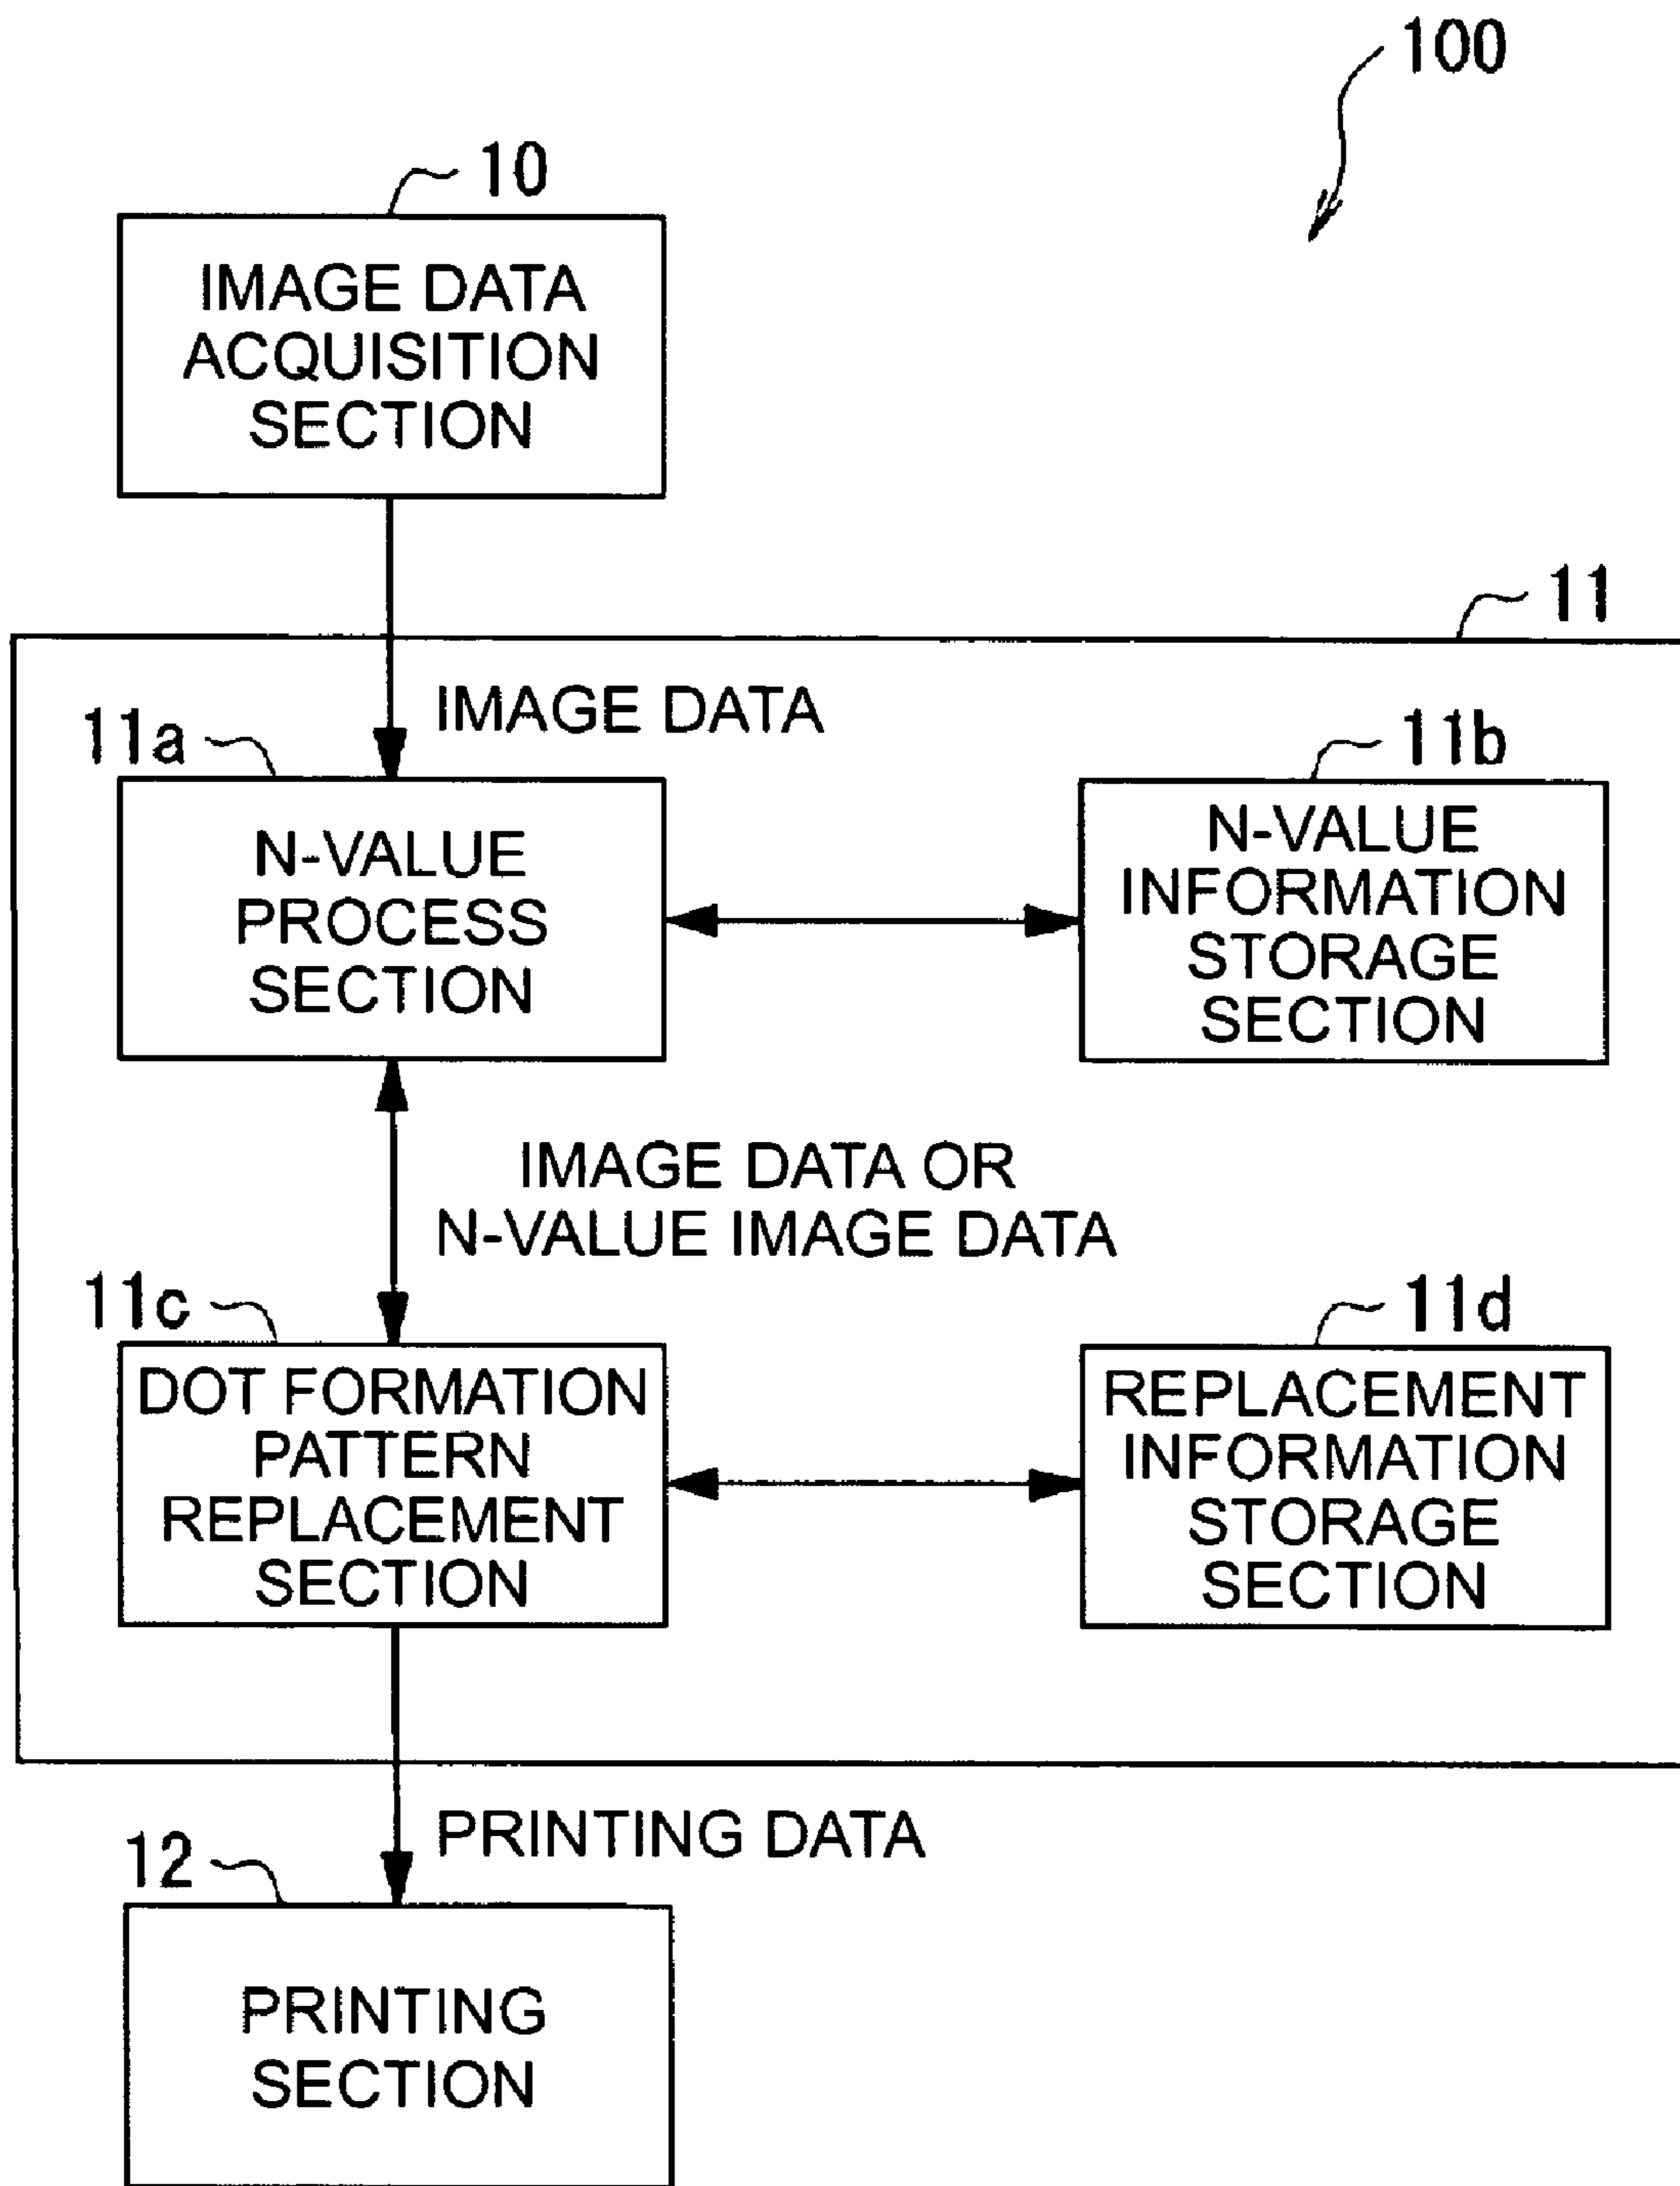 100
10
IMAGE DATA
ACQUISITION
SECTION
11
IMAGE DATA
11a
N-VALUE
PROCESS
SECTION
11b
N-VALUE
INFORMATION
STORAGE
SECTION
IMAGE DATA OR
N-VALUE IMAGE DATA
11c
DOT FORMATION
PATTERN
REPLACEMENT
SECTION
11d
REPLACEMENT
INFORMATION
STORAGE
SECTION
PRINTING DATA
12
PRINTING
SECTION